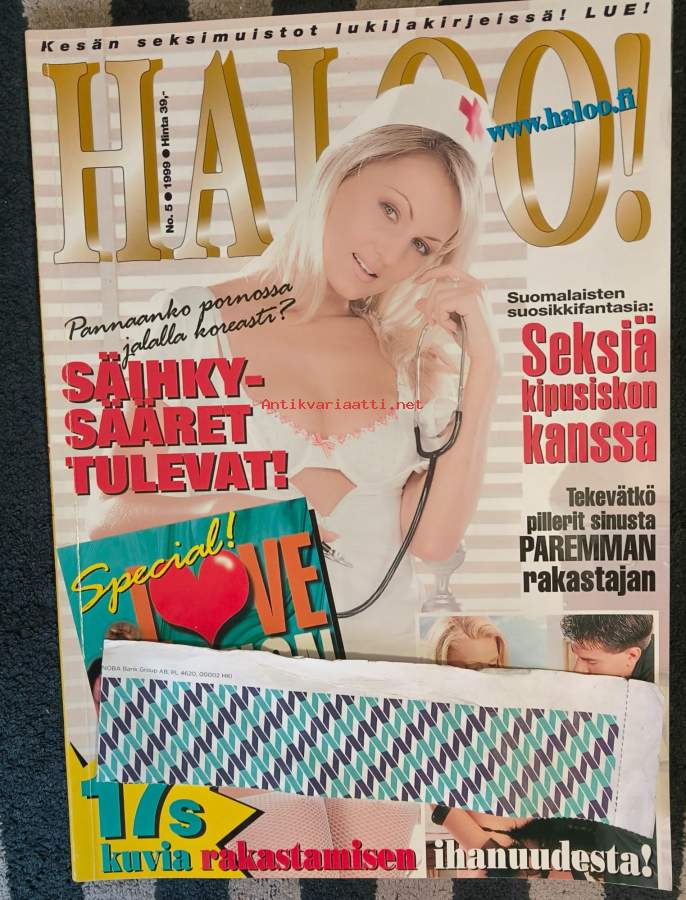 Kesän seksimuistot lukijakirjeissä! LUE!
HALOO!
www.haloo.fi
No. 5 ● 1999 ● Hinta 39,-
Pannaanko pornossa
jalalla koreasti?
SÄIHKY-
SÄÄRET
TULEVAT!
Antikvariaatti.net
Suomalaisten
suosikkifantasia:
Seksiä
kipusiskon
kanssa
Tekevätkö
pillerit sinusta
PAREMMAN
rakastajan
Special!
NOBA Bank Group AB, PL 4620, 00002 HKI
17s
kuvia rakastamisen ihanuudesta!